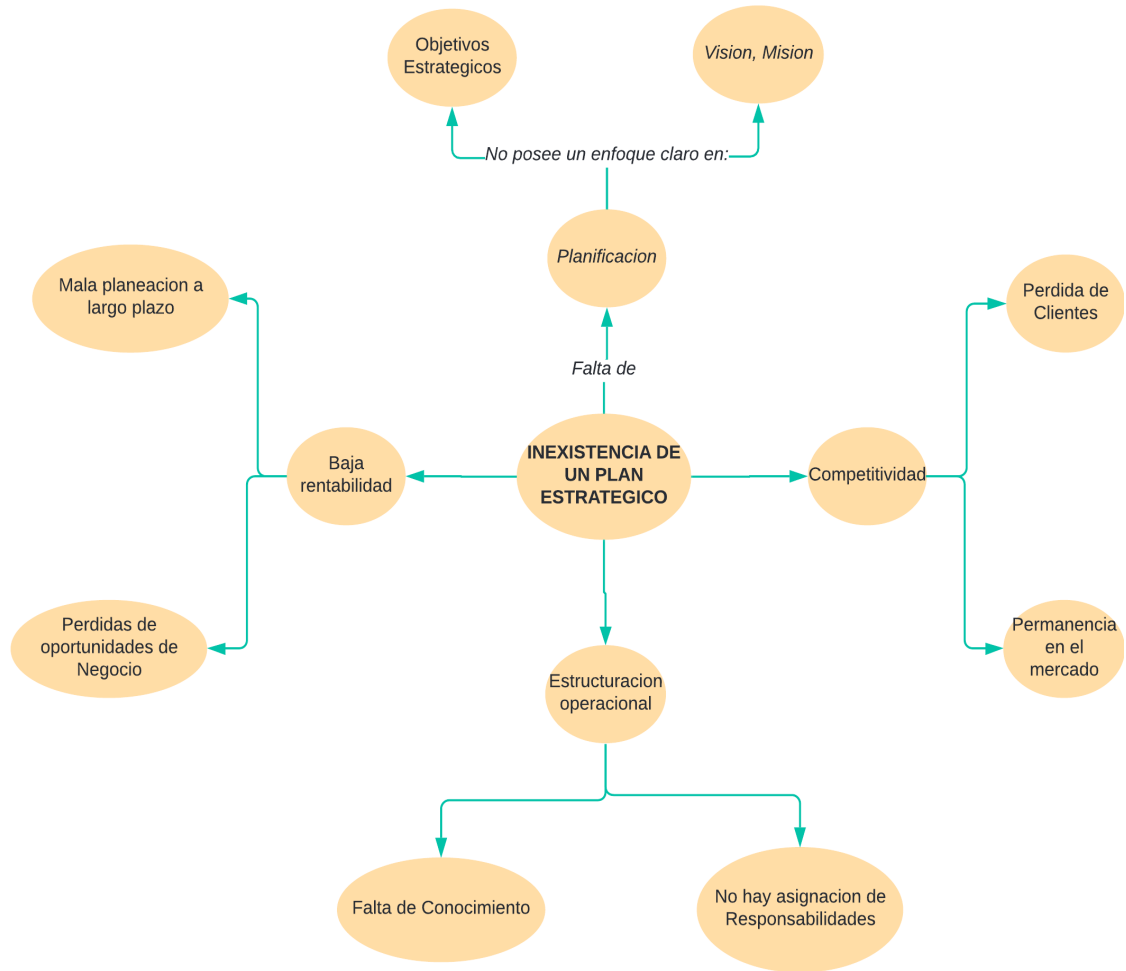 Objetivos
Estrategicos
Vision, Mision
No posee un enfoque claro en:
Planificacion
Mala planeacion a
largo plazo
Perdida de
Clientes
Falta de
INEXISTENCIA DE
UN PLAN
ESTRATEGICO
Baja
rentabilidad
Competitividad
Perdidas de
oportunidades de
Negocio
Permanencia
en el
mercado
Estructuracion
operacional
Falta de Conocimiento
No hay asignacion de
Responsabilidades